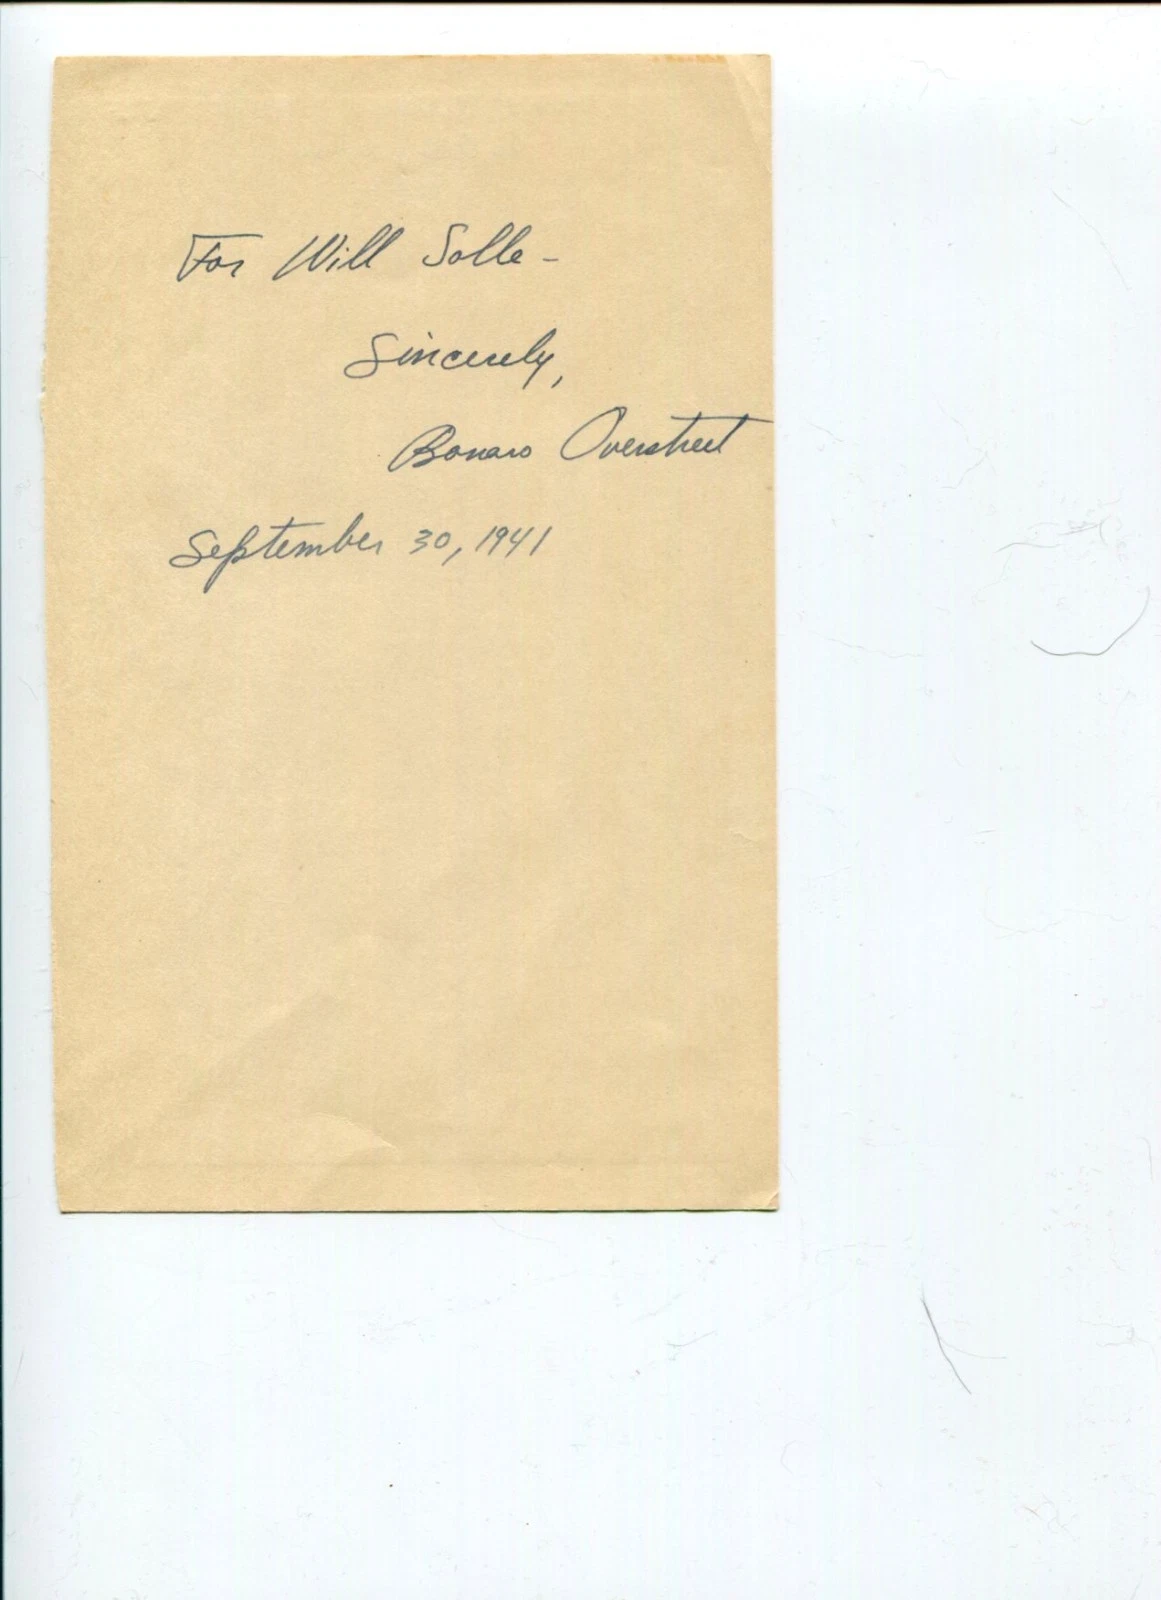 For Will Solle -
Sincerely,
Bonaro Overstreet
September 30, 1941